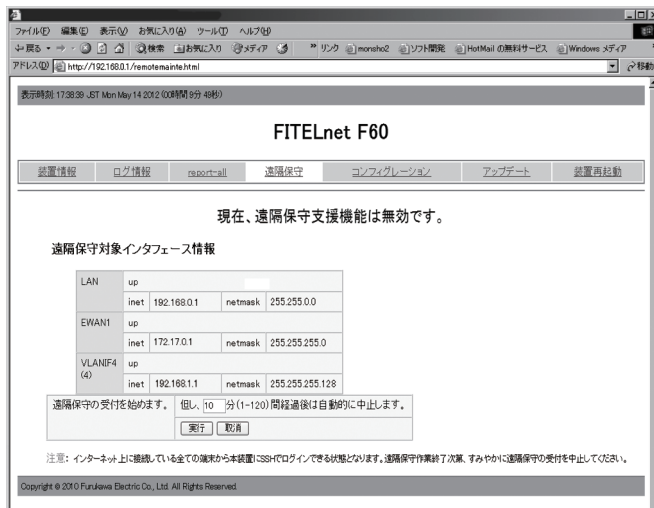 ファイル(F) 編集(E) 表示(V) お気に入り(A) ツール(T) ヘルプ(H)
戻る 検索 お気に入り メディア » リンク monsho2 ソフト開発 HotMail の無料サービス Windows メディア
アドレス(D) http://192.168.0.1/remotemainte.html 移動
表示時刻: 17:38:39 JST Mon May 14 2012 (00時間 9分 49秒)
FITELnet F60
装置情報 ログ情報 report-all 遠隔保守 コンフィグレーション アップデート 装置再起動
現在、遠隔保守支援機能は無効です。
遠隔保守対象インタフェース情報
LAN up
inet 192.168.0.1 netmask 255.255.0.0
EWAN1 up
inet 172.17.0.1 netmask 255.255.255.0
VLANIF4 up
(4)
inet 192.168.1.1 netmask 255.255.255.128
遠隔保守の受付を始めます。 但し、10 分(1-120)間経過後は自動的に中止します。
実行 取消
注意: インターネット上に接続している全ての端末から本装置にSSHでログインできる状態となります。遠隔保守作業終了次第、すみやかに遠隔保守の受付を中止してください。
Copyright © 2010 Furukawa Electric Co., Ltd. All Rights Reserved.